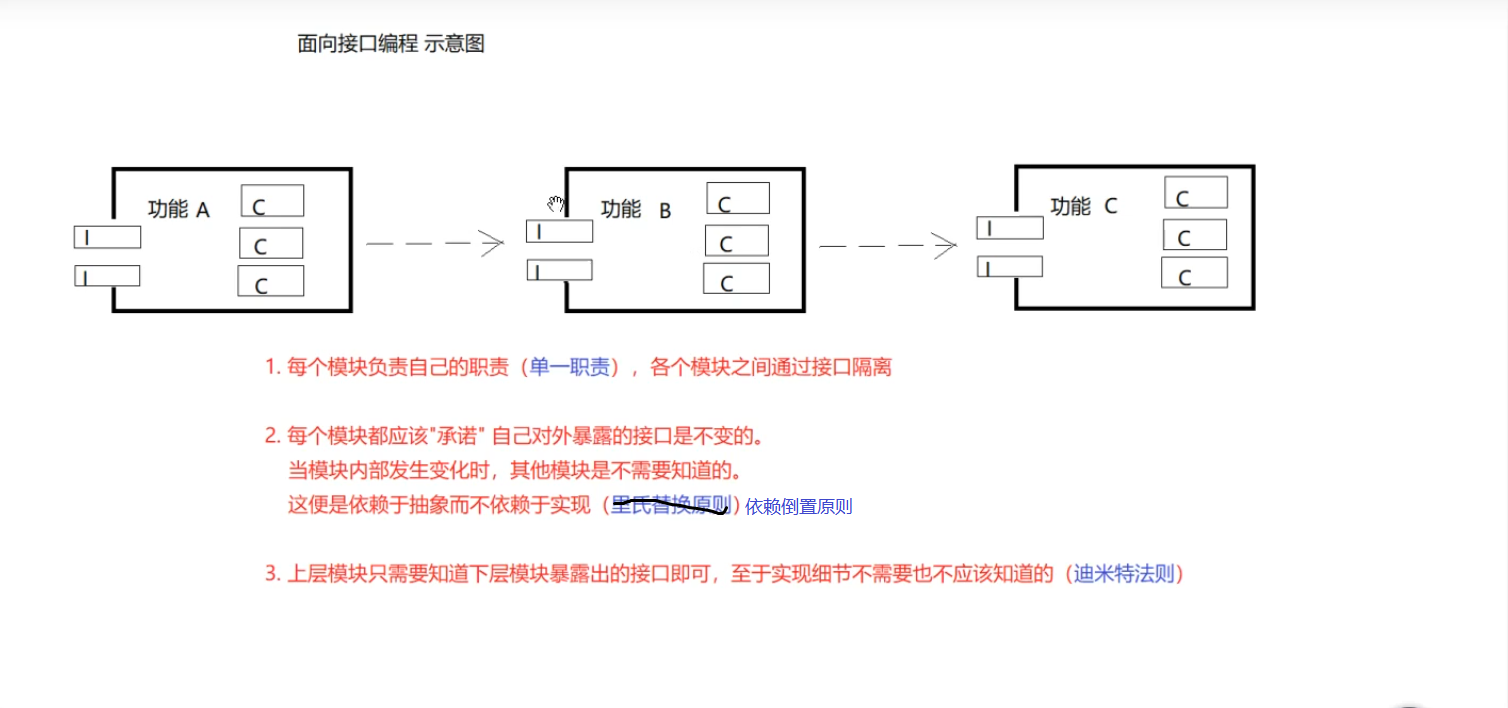 面向接口编程 示意图
功能 A
C
C
C
I
I
功能 B
C
C
C
I
I
功能 C
C
C
C
I
I
1. 每个模块负责自己的职责（单一职责），各个模块之间通过接口隔离
2. 每个模块都应该"承诺" 自己对外暴露的接口是不变的。
当模块内部发生变化时，其他模块是不需要知道的。
这便是依赖于抽象而不依赖于实现（里氏替换原则）依赖倒置原则
3. 上层模块只需要知道下层模块暴露出的接口即可，至于实现细节不需要也不应该知道的（迪米特法则）